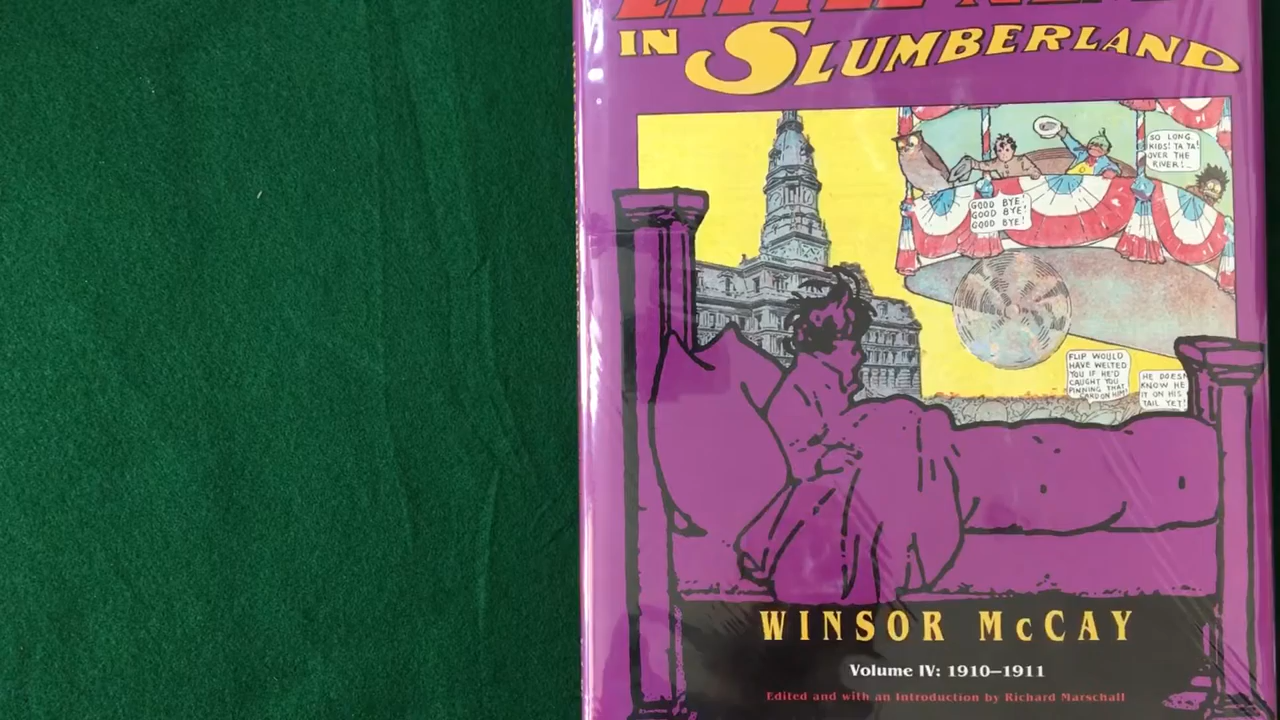 LITTLE NEMO
IN SLUMBERLAND
SO LONG
KIDS! TA TA!
OVER THE
RIVER!
GOOD BYE!
GOOD BYE!
GOOD BYE!
FLIP WOULD
HAVE WELTED
YOU IF HE'D
CAUGHT YOU
PINNING THAT
CARD ON HIM!
HE DOESN
KNOW HE
IT ON HIS
TAIL YET!
WINSOR McCAY
Volume IV: 1910–1911
Edited and with an Introduction by Richard Marschall